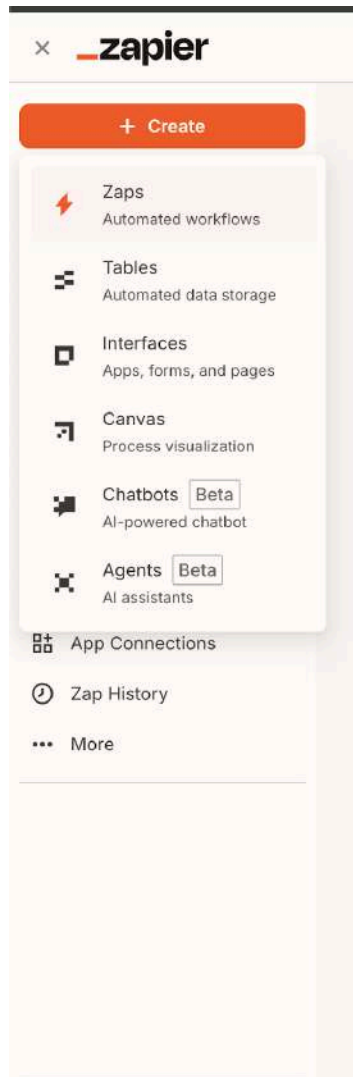 _zapier
+ Create
Zaps
Automated workflows
Tables
Automated data storage
Interfaces
Apps, forms, and pages
Canvas
Process visualization
Chatbots Beta
AI-powered chatbot
Agents Beta
AI assistants
App Connections
Zap History
More